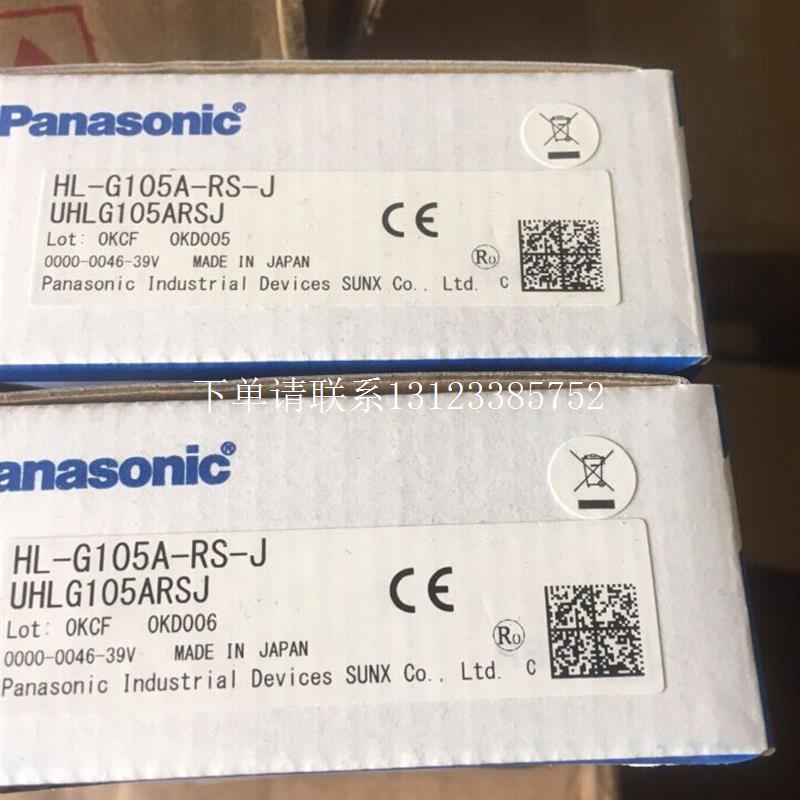 Panasonic®
HL-G105A-RS-J
UHLG105ARSJ
Lot: 0KCF 0KD005
0000-0046-39V MADE IN JAPAN
Panasonic Industrial Devices SUNX Co., Ltd. C
CE
Ro
下单请联系13123385752
anasonic®
HL-G105A-RS-J
UHLG105ARSJ
Lot: 0KCF 0KD006
0000-0046-39V MADE IN JAPAN
Panasonic Industrial Devices SUNX Co., Ltd. C
CE
Ro